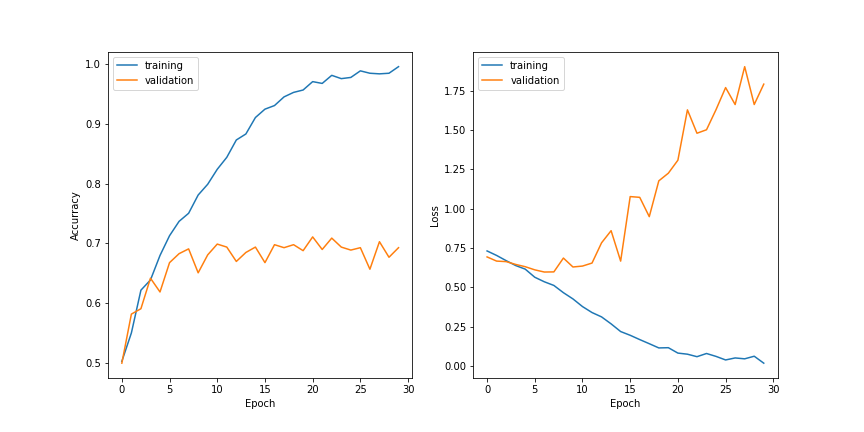 training
validation
1.0
0.9
0.8
0.7
0.6
0.5
Accurracy
0 5 10 15 20 25 30
Epoch
training
validation
1.75
1.50
1.25
1.00
0.75
0.50
0.25
0.00
Loss
0 5 10 15 20 25 30
Epoch